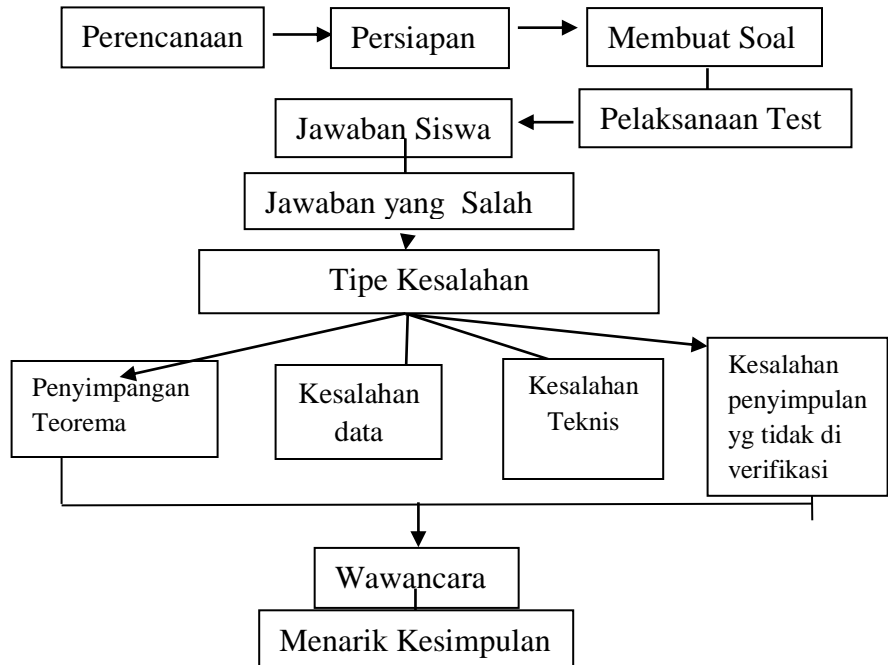 Perencanaan
Persiapan
Membuat Soal
Pelaksanaan Test
Jawaban Siswa
Jawaban yang Salah
Tipe Kesalahan
Penyimpangan
Teorema
Kesalahan
data
Kesalahan
Teknis
Kesalahan
penyimpulan
yg tidak di
verifikasi
Wawancara
Menarik Kesimpulan